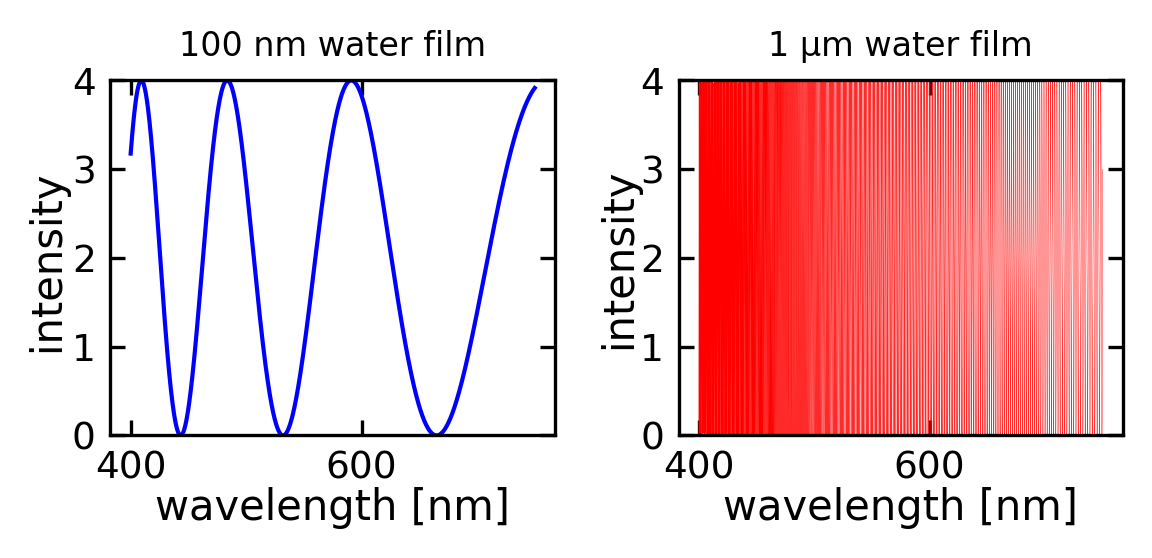 100 nm water film
intensity
4
3
2
1
0
400
600
wavelength [nm]
1 µm water film
intensity
4
3
2
1
0
400
600
wavelength [nm]